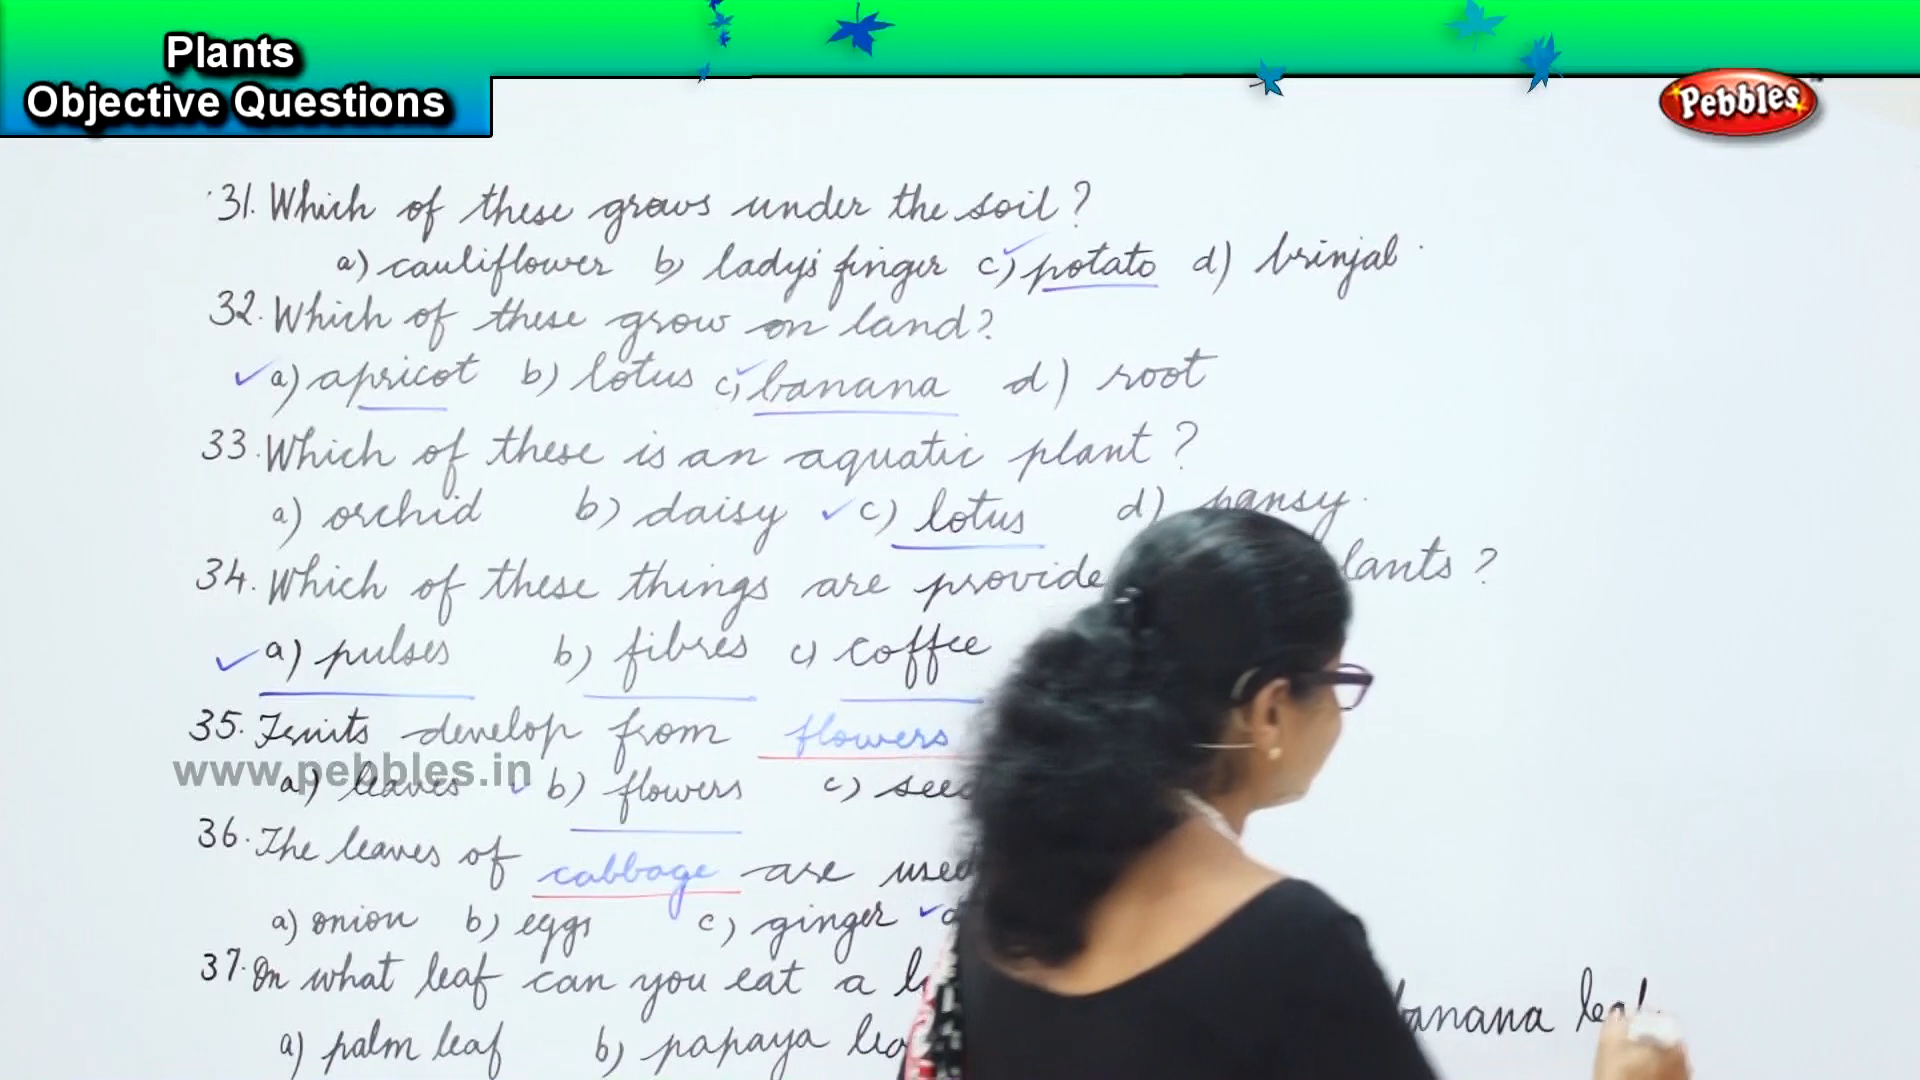 Plants
Objective Questions
Pebbles
31. Which of these grows under the soil?
a) cauliflower b) lady's finger c) potato d) brinjal
32. Which of these grow on land?
a) apricot b) lotus c) banana d) root
33. Which of these is an aquatic plant?
a) orchid b) daisy c) lotus d) pansy
34. Which of these things are provide lants?
a) pulses b) fibres c) coffee
35. Fruits develop from flowers
www.pebbles.in
a) leaves b) flowers c) seed
36. The leaves of cabbage are used
a) onion b) eggs c) ginger
37. On what leaf can you eat a
a) palm leaf b) papaya banana leaf